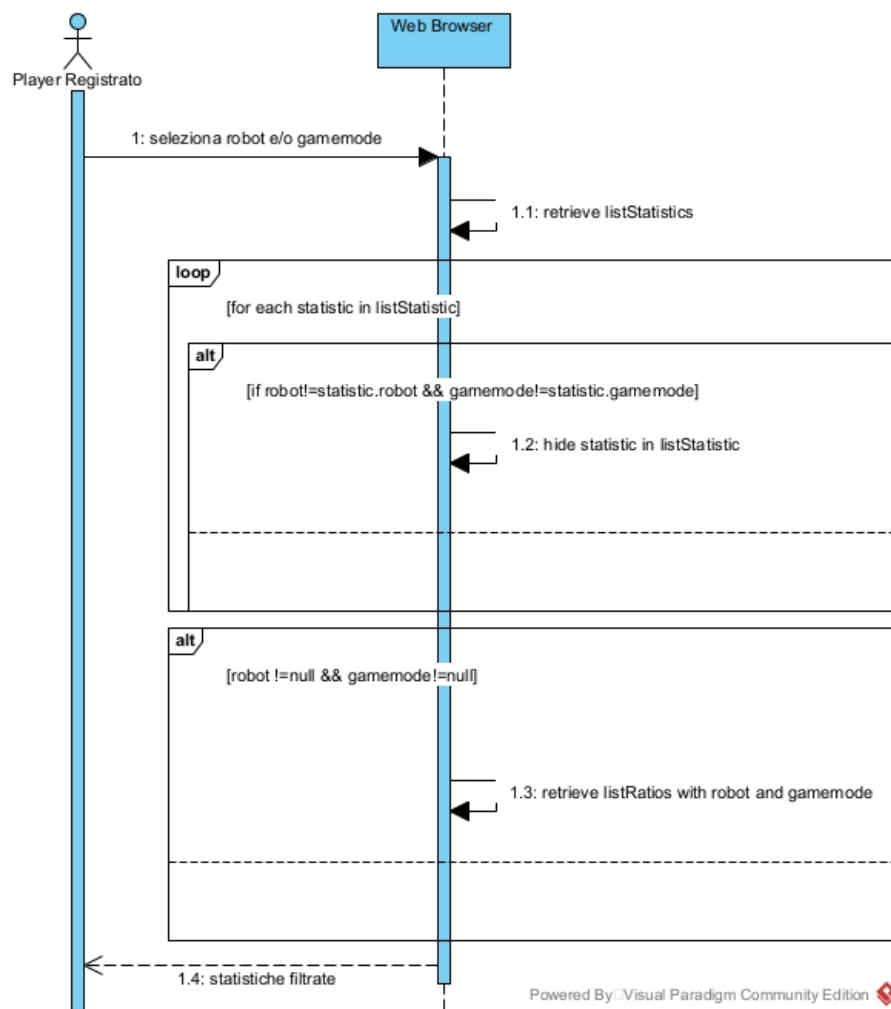 Web Browser
Player Registrato
1: seleziona robot e/o gamemode
1.1: retrieve listStatistics
loop
[for each statistic in listStatistic]
alt
[if robot!=statistic.robot && gamemode!=statistic.gamemode]
1.2: hide statistic in listStatistic
alt
[robot !=null && gamemode!=null]
1.3: retrieve listRatios with robot and gamemode
1.4: statistiche filtrate
Powered By Visual Paradigm Community Edition